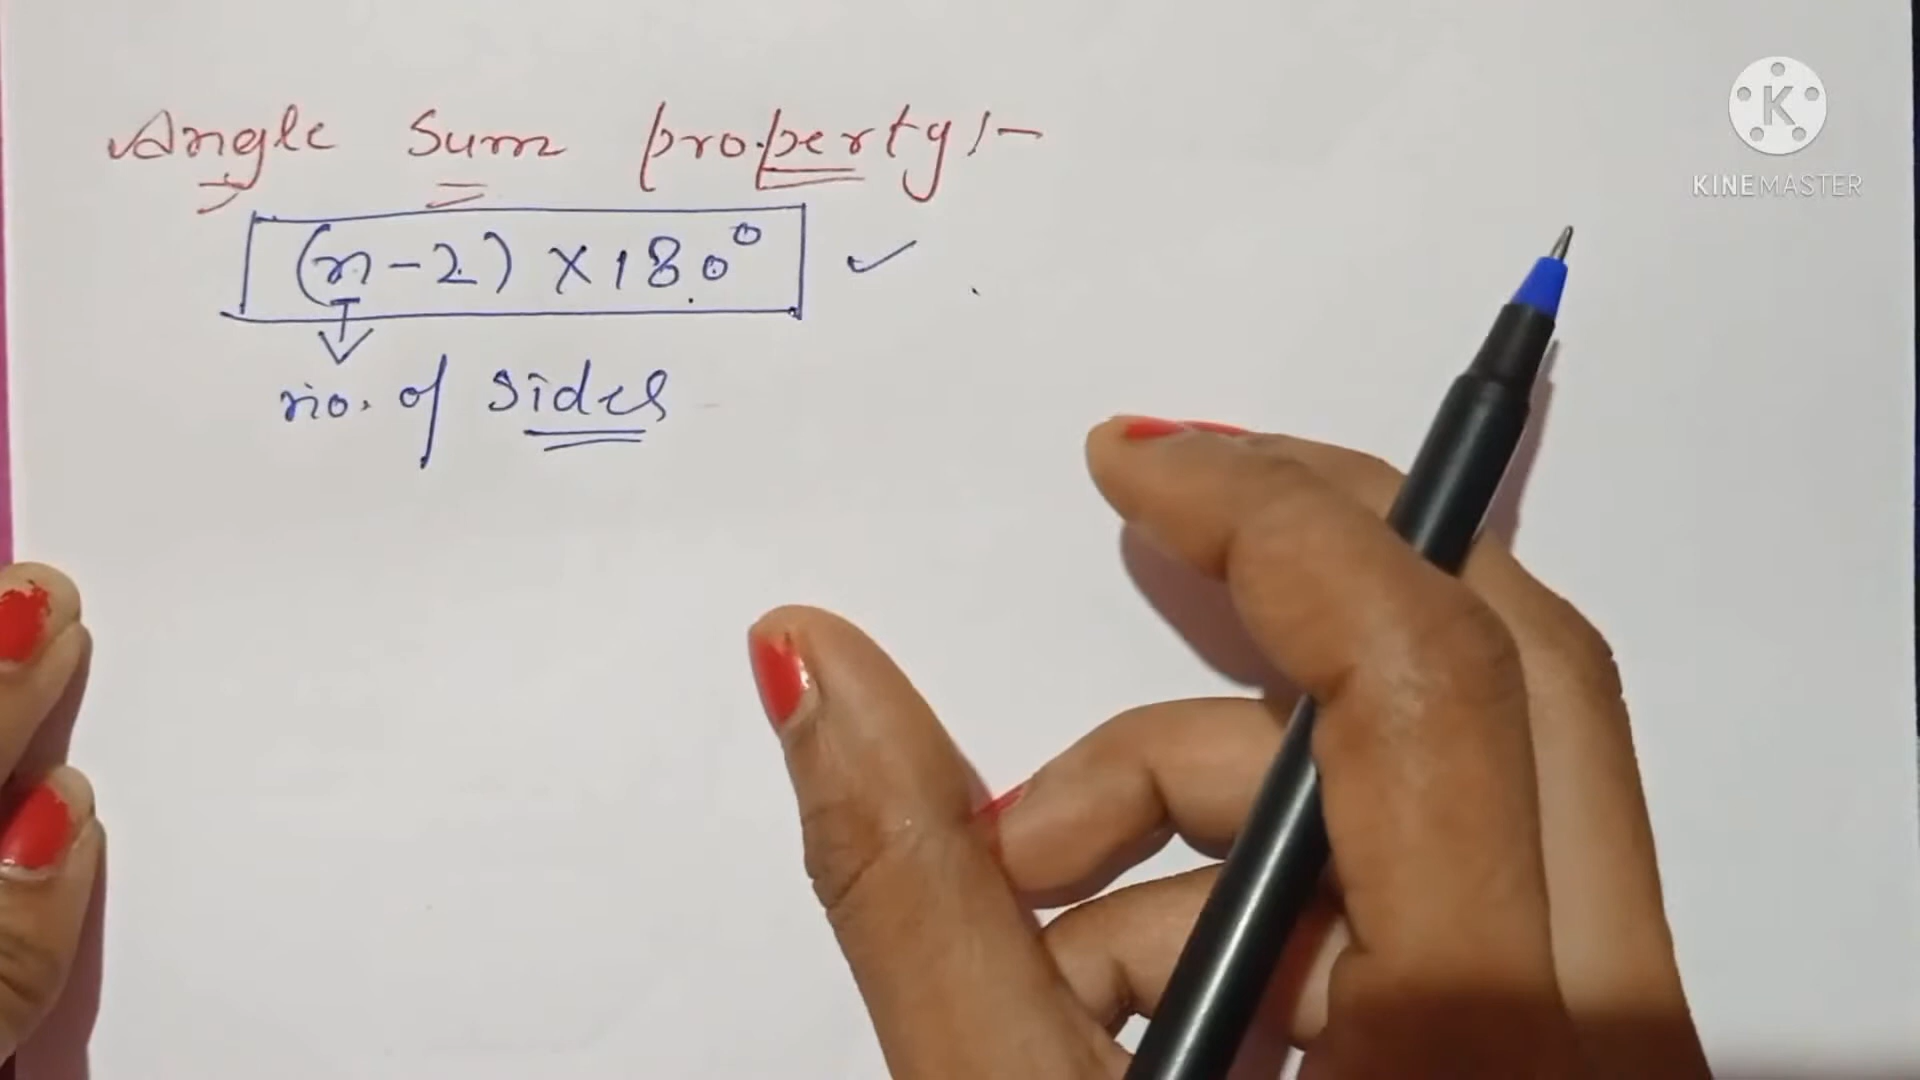 Angle Sum property:-
(n-2) ×180°
no. of sides
K
KINEMASTER